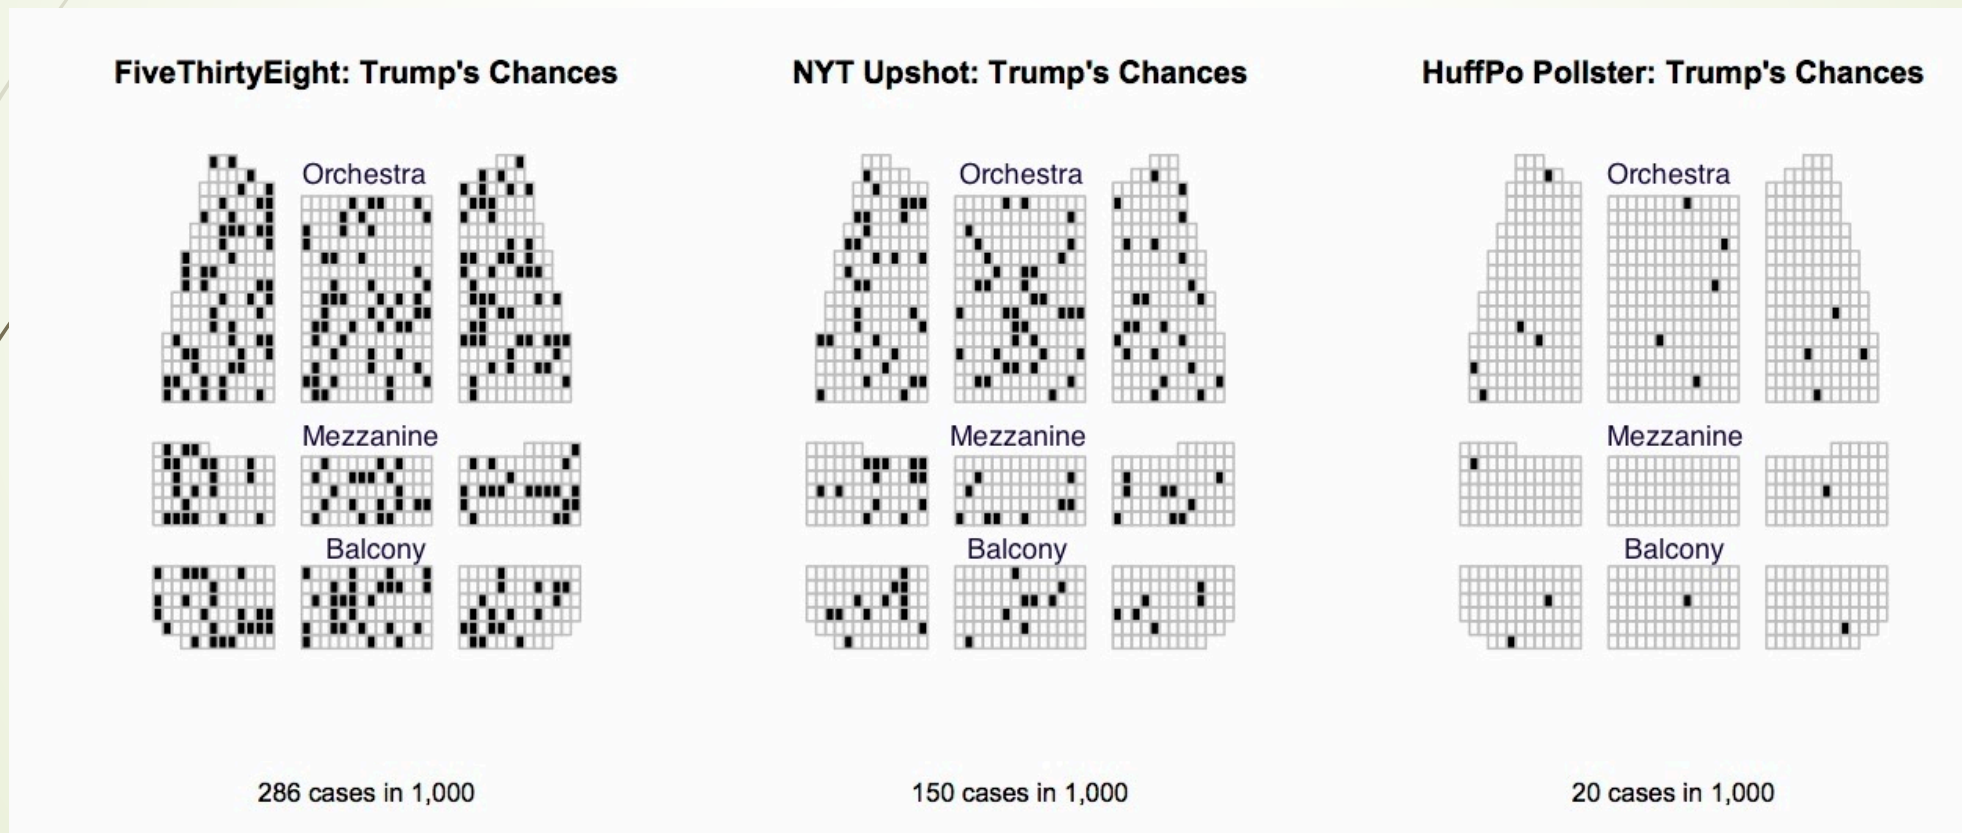 FiveThirtyEight: Trump's Chances
Orchestra
Mezzanine
Balcony
286 cases in 1,000
NYT Upshot: Trump's Chances
Orchestra
Mezzanine
Balcony
150 cases in 1,000
HuffPo Pollster: Trump's Chances
Orchestra
Mezzanine
Balcony
20 cases in 1,000